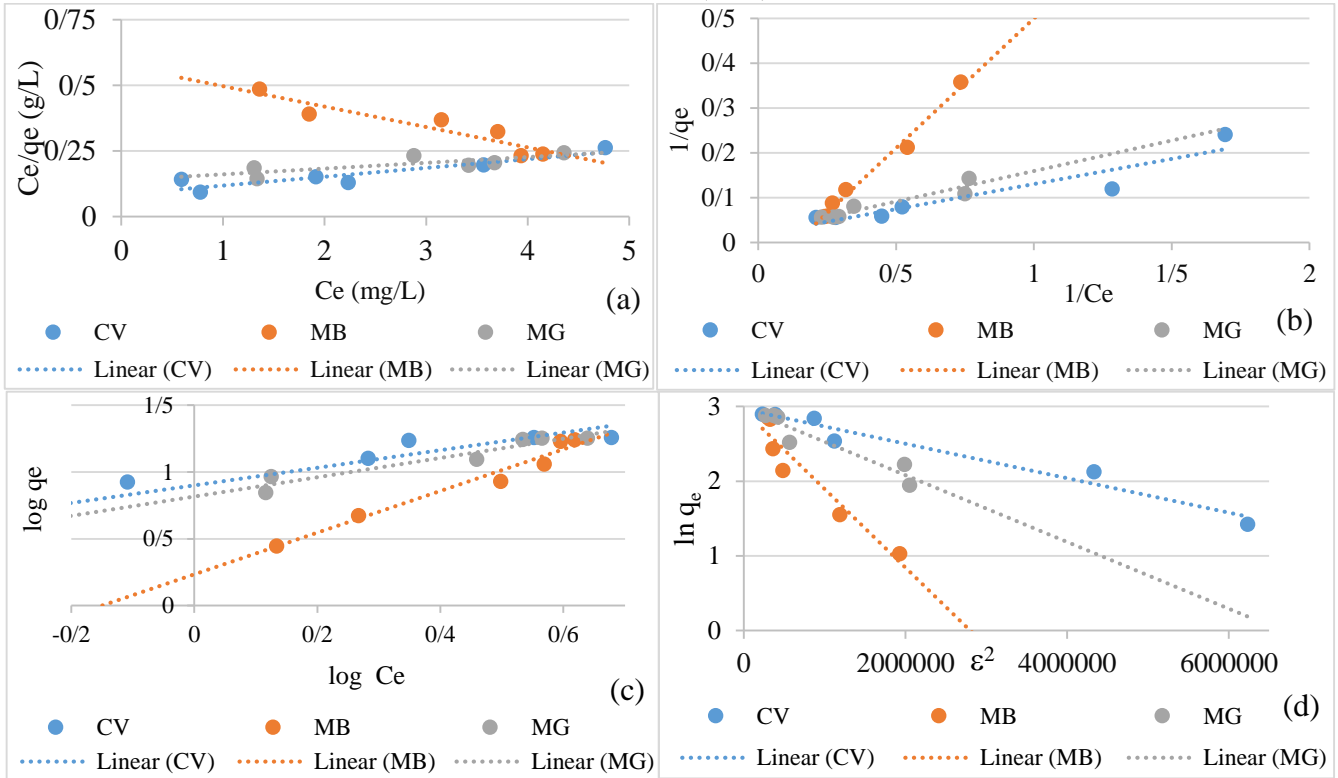 0/75
0/5
0/25
0
Ce/qe (g/L)
0 1 2 3 4 5
Ce (mg/L)
(a)
CV MB MG
Linear (CV) Linear (MB) Linear (MG)
0/5
0/4
0/3
0/2
0/1
0
1/qe
0 0/5 1 1/5 2
1/Ce
(b)
CV MB MG
Linear (CV) Linear (MB) Linear (MG)
1/5
1
0/5
0
log qe
-0/2 0 0/2 0/4 0/6
log Ce
(c)
CV MB MG
Linear (CV) Linear (MB) Linear (MG)
3
2
1
0
ln qe
0 2000000 4000000 6000000
ε2
(d)
CV MB MG
Linear (CV) Linear (MB) Linear (MG)